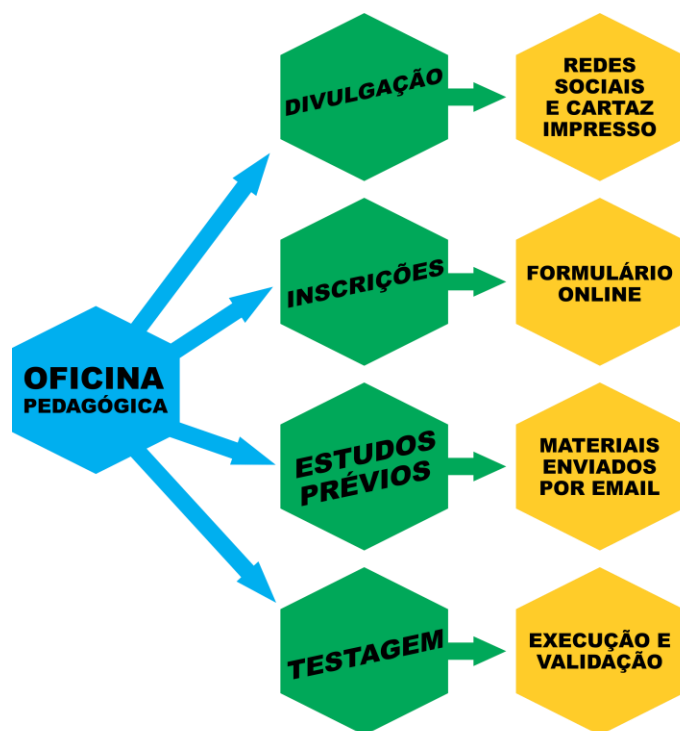 OFICINA
PEDAGÓGICA
DIVULGAÇÃO
REDES
SOCIAIS
E CARTAZ
IMPRESSO
INSCRIÇÕES
FORMULÁRIO
ONLINE
ESTUDOS
PRÉVIOS
MATERIAIS
ENVIADOS
POR EMAIL
TESTAGEM
EXECUÇÃO E
VALIDAÇÃO